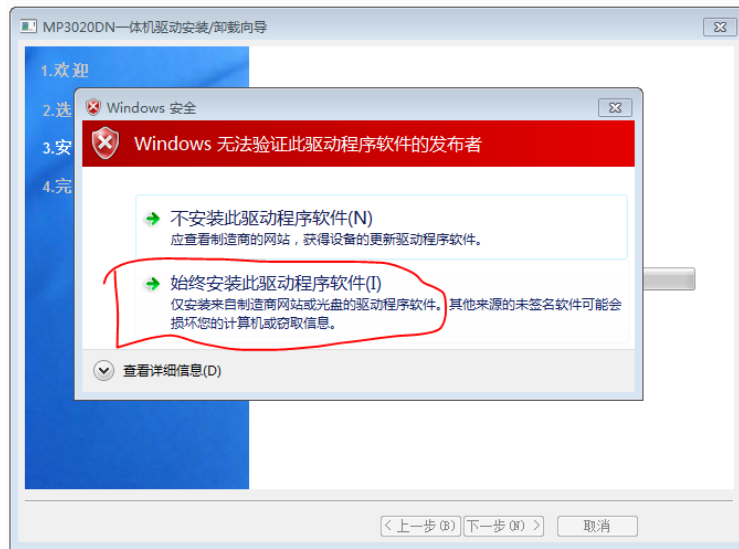 MP3020DN一体机驱动安装/卸载向导
1.欢迎
2.选
3.安
4.完
Windows 安全
Windows 无法验证此驱动程序软件的发布者
不安装此驱动程序软件(N)
应查看制造商的网站，获得设备的更新驱动程序软件。
始终安装此驱动程序软件(I)
仅安装来自制造商网站或光盘的驱动程序软件。其他来源的未签名软件可能会
损坏您的计算机或窃取信息。
查看详细信息(D)
< 上一步(B) 下一步(N) > 取消